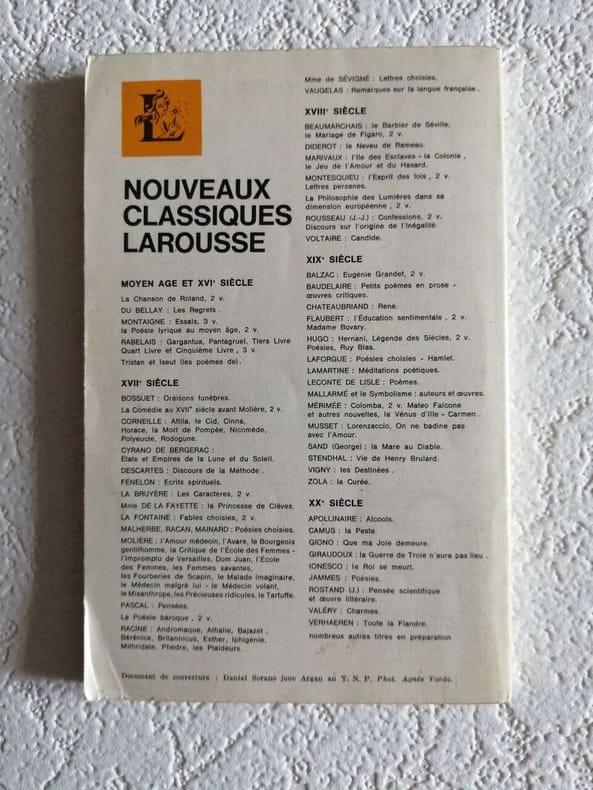 L
NOUVEAUX
CLASSIQUES
LAROUSSE
MOYEN AGE ET XVIᵉ SIÈCLE
La Chanson de Roland, 2 v.
DU BELLAY : Les Regrets .
MONTAIGNE : Essais, 3 v.
la Poésie lyrique au moyen âge, 2 v.
RABELAIS : Gargantua, Pantagruel, Tiers Livre
Quart Livre et Cinquième Livre , 3 v.
Tristan et Iseut (les poèmes de).
XVIIᵉ SIÈCLE
BOSSUET : Oraisons funèbres.
La Comédie au XVIIᵉ siècle avant Molière, 2 v.
CORNEILLE : Attila, le Cid, Cinna,
Horace, la Mort de Pompée, Nicomède,
Polyeucte, Rodogune.
CYRANO DE BERGERAC :
États et Empires de la Lune et du Soleil.
DESCARTES : Discours de la Méthode .
FÉNELON : Écrits spirituels.
LA BRUYÈRE : Les Caractères, 2 v.
Mme DE LA FAYETTE : la Princesse de Clèves.
LA FONTAINE : Fables choisies, 2 v.
MALHERBE, RACAN, MAINARD : Poésies choisies.
MOLIÈRE : l'Amour médecin, l'Avare, le Bourgeois
gentilhomme, la Critique de l'École des Femmes -
l'Impromptu de Versailles, Dom Juan, l'École
des Femmes, les Femmes savantes,
les Fourberies de Scapin, le Malade imaginaire,
le Médecin malgré lui - le Médecin volant,
le Misanthrope, les Précieuses ridicules, le Tartuffe.
PASCAL : Pensées.
La Poésie baroque , 2 v.
RACINE : Andromaque, Athalie, Bajazet ,
Bérénice, Britannicus, Esther, Iphigénie,
Mithridate, Phèdre, les Plaideurs.
Mme de SÉVIGNÉ : Lettres choisies.
VAUGELAS : Remarques sur la langue française .
XVIIIᵉ SIÈCLE
BEAUMARCHAIS : le Barbier de Séville,
le Mariage de Figaro, 2 v.
DIDEROT : le Neveu de Rameau.
MARIVAUX : l'Ile des Esclaves - la Colonie ,
le Jeu de l'Amour et du Hasard.
MONTESQUIEU : l'Esprit des lois , 2 v.
Lettres persanes.
La Philosophie des Lumières dans sa
dimension européenne , 2 v.
ROUSSEAU (J.-J.) : Confessions, 2 v.
Discours sur l'origine de l'inégalité.
VOLTAIRE : Candide.
XIXᵉ SIÈCLE
BALZAC : Eugénie Grandet, 2 v.
BAUDELAIRE : Petits poèmes en prose -
œuvres critiques.
CHATEAUBRIAND : René.
FLAUBERT : l'Éducation sentimentale , 2 v.
Madame Bovary.
HUGO : Hernani, Légende des Siècles, 2 v.
Poésies, Ruy Blas.
LAFORGUE : Poésies choisies - Hamlet.
LAMARTINE : Méditations poétiques.
LECONTE DE LISLE : Poèmes.
MALLARMÉ et le Symbolisme : auteurs et œuvres.
MÉRIMÉE : Colomba, 2 v. Mateo Falcone
et autres nouvelles, la Vénus d'Ille - Carmen .
MUSSET : Lorenzaccio, On ne badine pas
avec l'Amour.
SAND (George) : la Mare au Diable.
STENDHAL : Vie de Henry Brulard.
VIGNY : les Destinées .
ZOLA : la Curée.
XXᵉ SIÈCLE
APOLLINAIRE : Alcools.
CAMUS : la Peste.
GIONO : Que ma Joie demeure.
GIRAUDOUX : la Guerre de Troie n'aura pas lieu .
IONESCO : le Roi se meurt.
JAMMES : Poésies.
ROSTAND (J.) : Pensée scientifique
et œuvre littéraire.
VALÉRY : Charmes.
VERHAEREN : Toute la Flandre.
nombreux autres titres en préparation
Document de couverture : Daniel Sorano joue Argan au T. N. P. Phot. Agnès Varda.